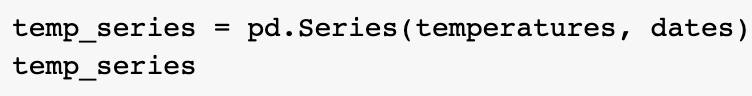 temp_series = pd.Series(temperatures, dates)
temp_series